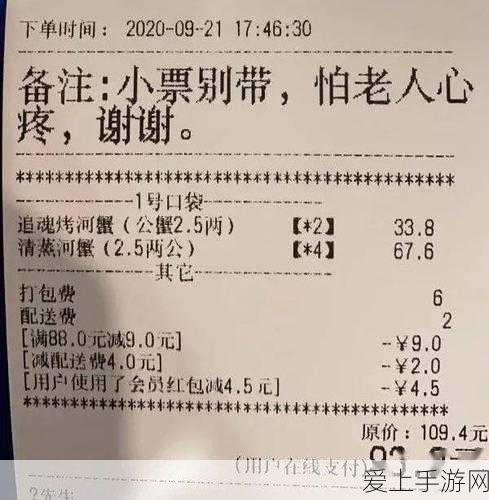 下单时间： 2020-09-21 17:46:30
备注:小票别带，怕老人心
疼，谢谢。
********************************************
1号口袋
追魂烤河蟹（公蟹2.5两） 【*2】 33.8
清蒸河蟹（2.5两公） 【*4】 67.6
其它
打包费 6
配送费 2
[满88.0元减9.0元] -￥9.0
[减配送费4.0元] -￥2.0
[用户使用了会员红包减4.5元] -￥4.5
********************************************
原价：109.4元
(用户在线支付)
爱上手游网